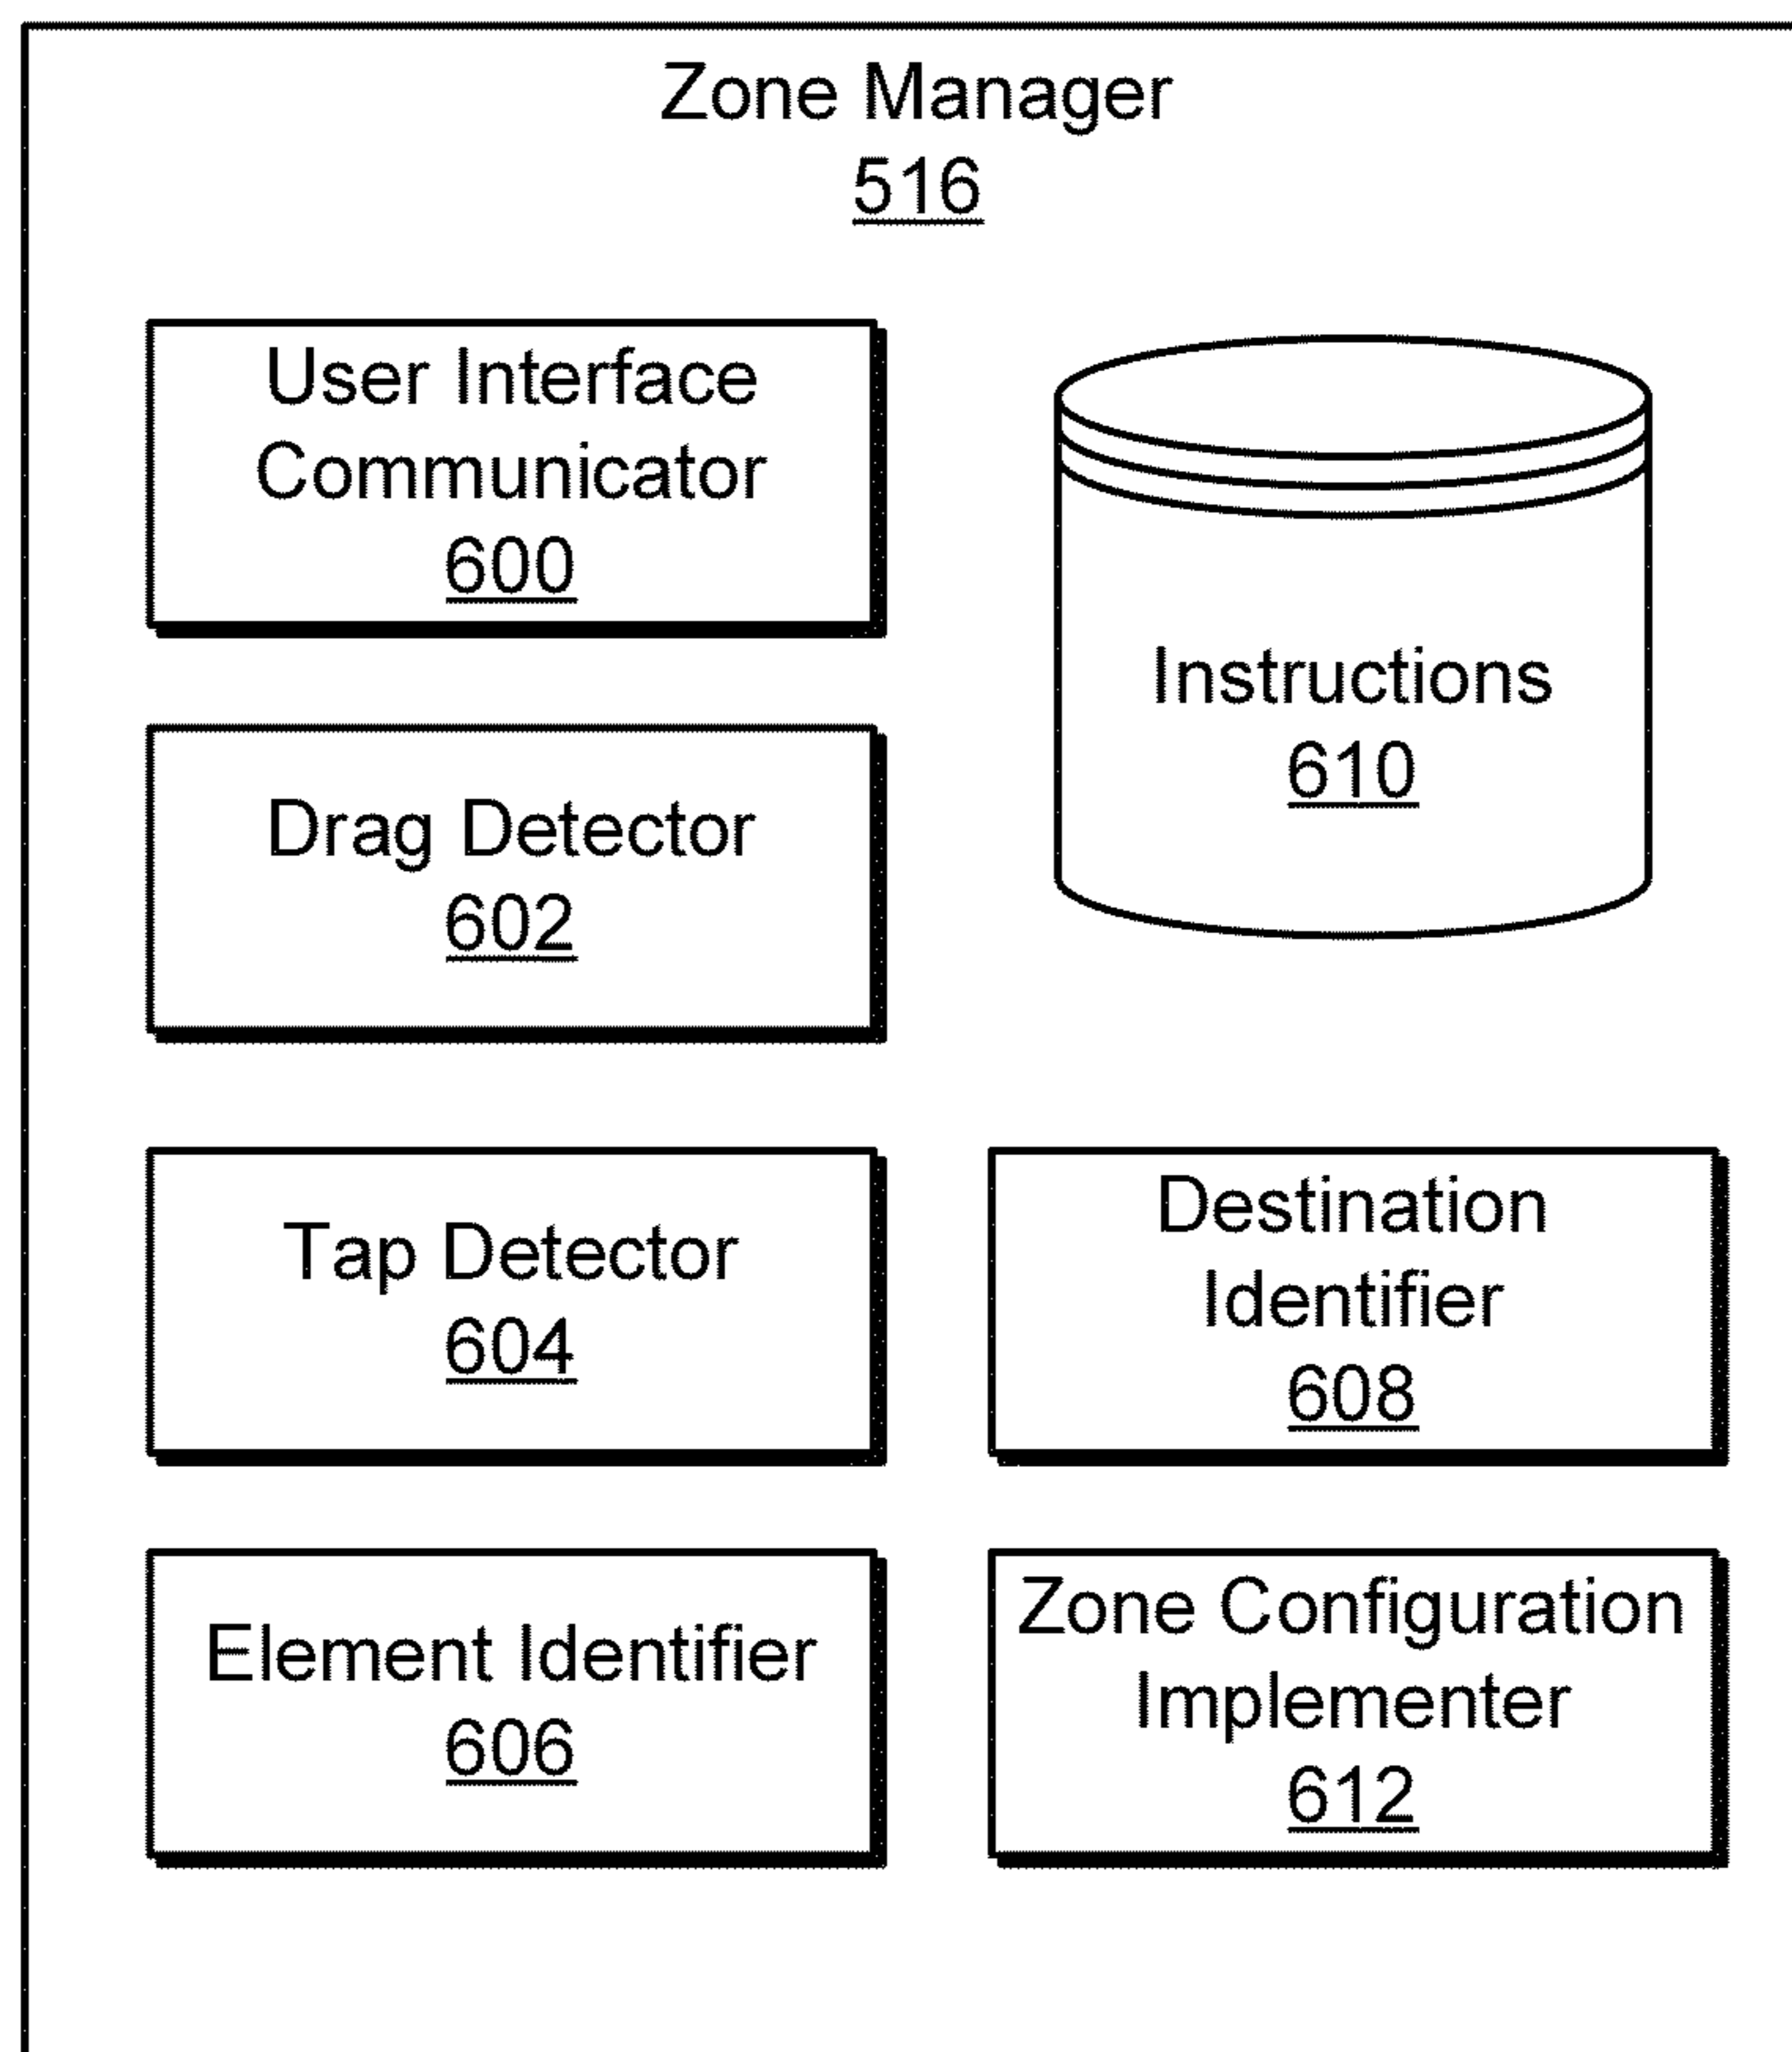 Zone Manager
516
User Interface
Communicator
600
Instructions
610
Drag Detector
602
Tap Detector
604
Destination
Identifier
608
Element Identifier
606
Zone Configuration
Implementer
612